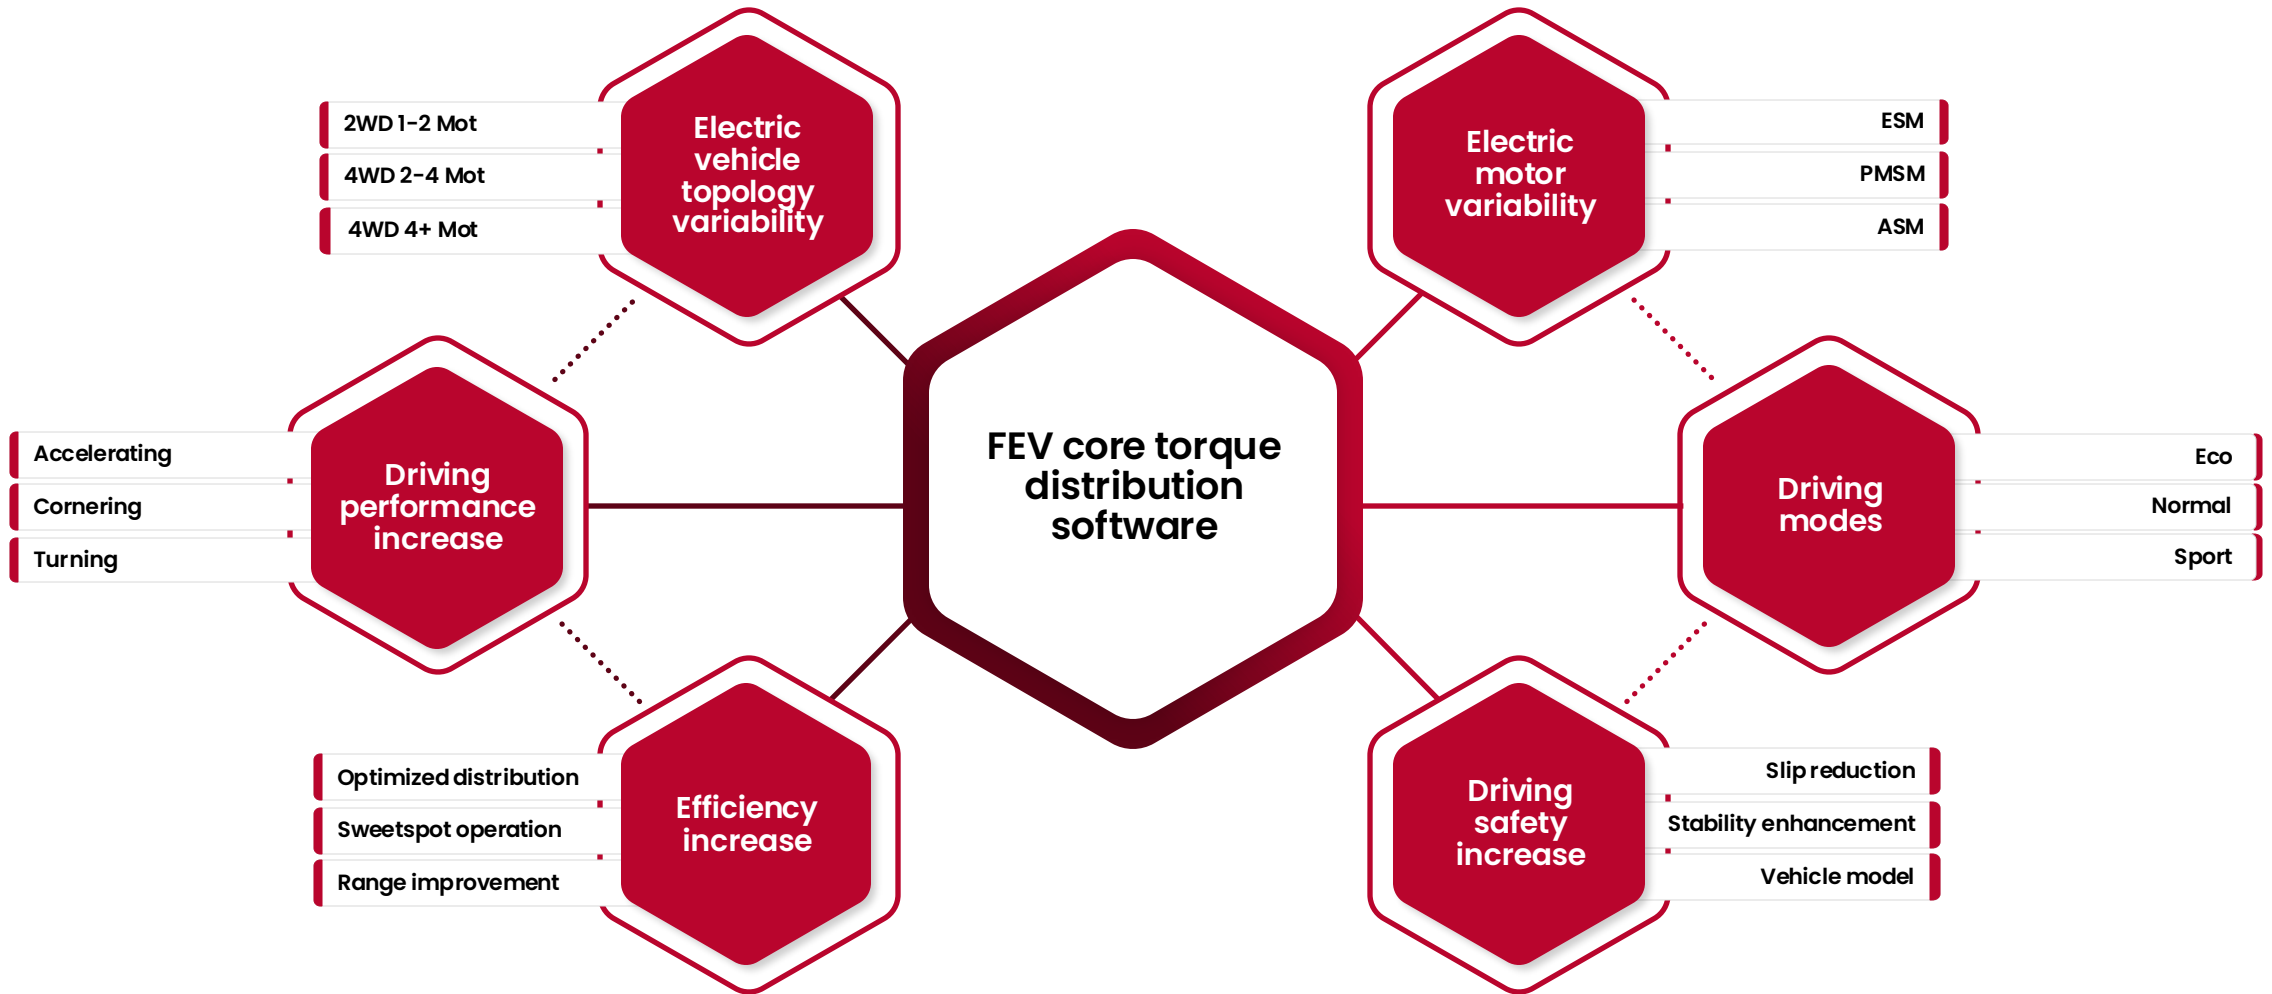 2WD 1-2 Mot
4WD 2-4 Mot
4WD 4+ Mot
Electric
vehicle
topology
variability
Electric
motor
variability
ESM
PMSM
ASM
Accelerating
Cornering
Turning
Driving
performance
increase
FEV core torque
distribution
software
Driving
modes
Eco
Normal
Sport
Optimized distribution
Sweetspot operation
Range improvement
Efficiency
increase
Driving
safety
increase
Slip reduction
Stability enhancement
Vehicle model